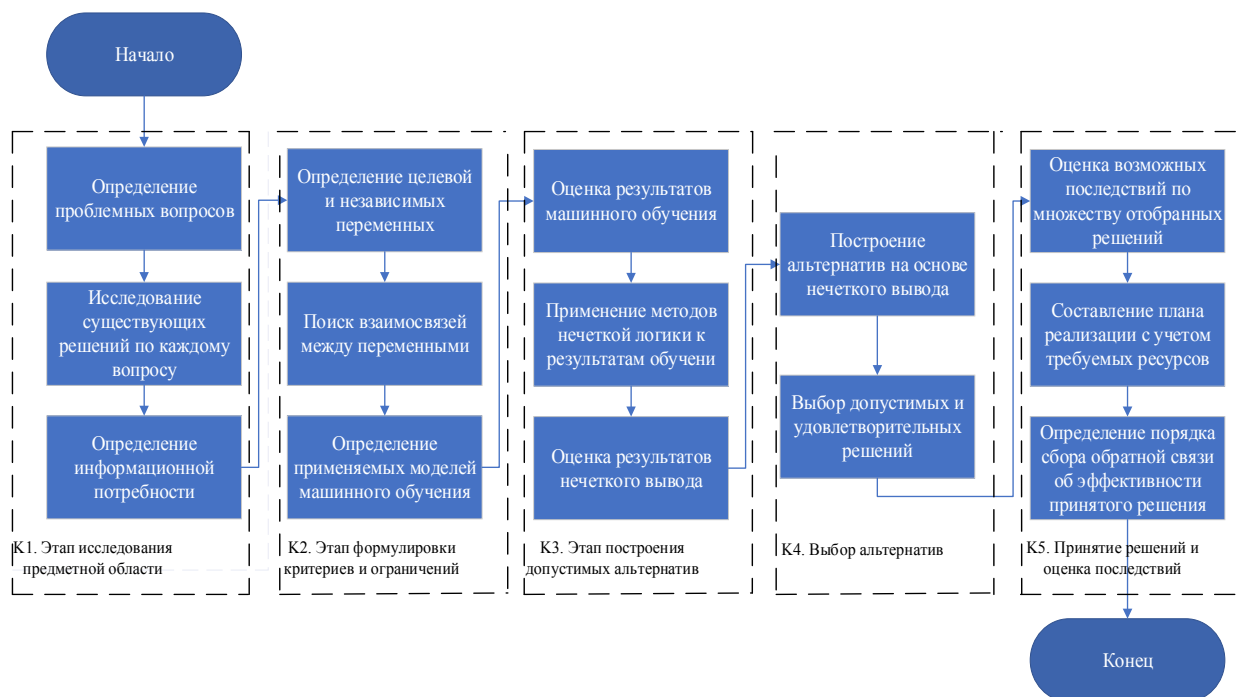 Начало
Определение
проблемных вопросов
Исследование
существующих
решений по каждому
вопросу
Определение
информационной
потребности
K1. Этап исследования
предметной области
Определение целевой
и независимых
переменных
Поиск взаимосвязей
между переменными
Определение
применяемых моделей
машинного обучения
K2. Этап формулировки
критериев и ограничений
Оценка результатов
машинного обучения
Применение методов
нечеткой логики к
результатам обучени
Оценка результатов
нечеткого вывода
K3. Этап построения
допустимых альтернатив
Построение
альтернатив на основе
нечеткого вывода
Выбор допустимых и
удовлетворительных
решений
K4. Выбор альтернатив
Оценка возможных
последствий по
множеству отобранных
решений
Составление плана
реализации с учетом
требуемых ресурсов
Определение порядка
сбора обратной связи
об эффективности
принятого решения
K5. Принятие решений и
оценка последствий
Конец